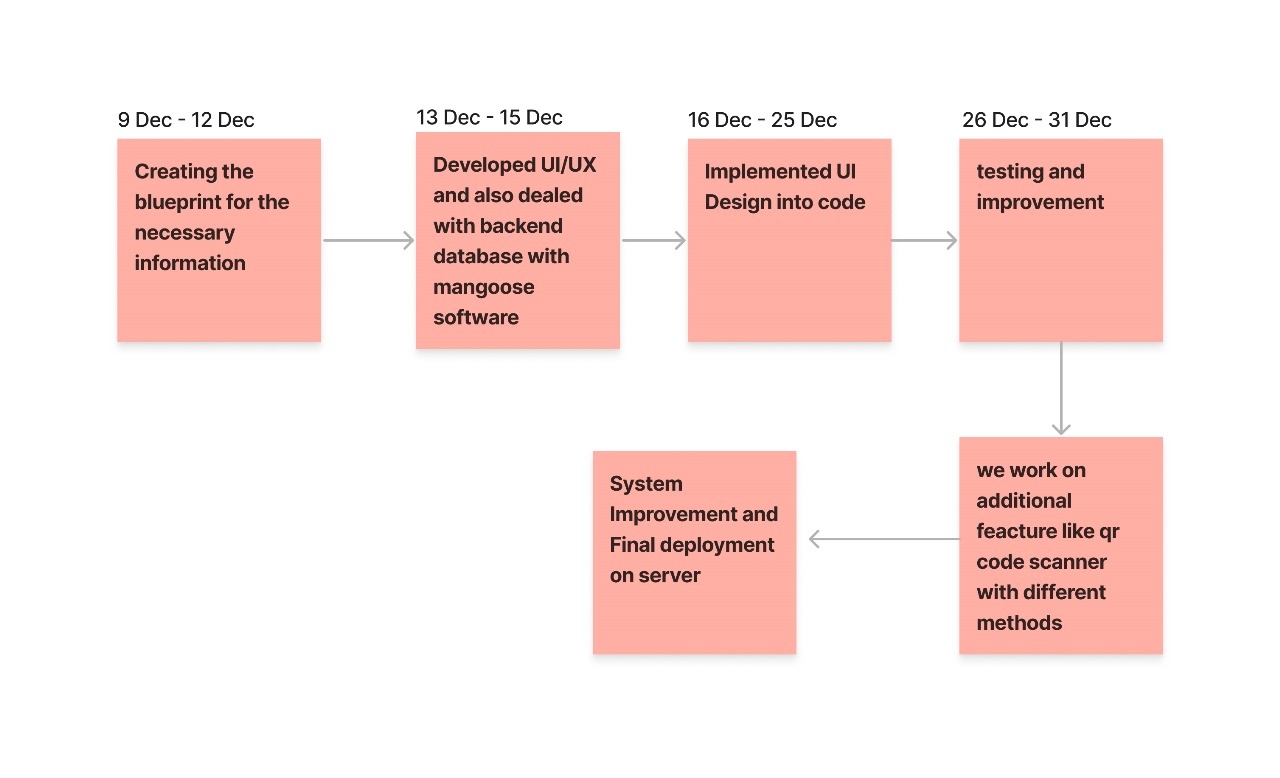 9 Dec - 12 Dec
Creating the
blueprint for the
necessary
information
13 Dec - 15 Dec
Developed UI/UX
and also dealed
with backend
database with
mangoose
software
16 Dec - 25 Dec
Implemented UI
Design into code
26 Dec - 31 Dec
testing and
improvement
we work on
additional
feacture like qr
code scanner
with different
methods
System
Improvement and
Final deployment
on server